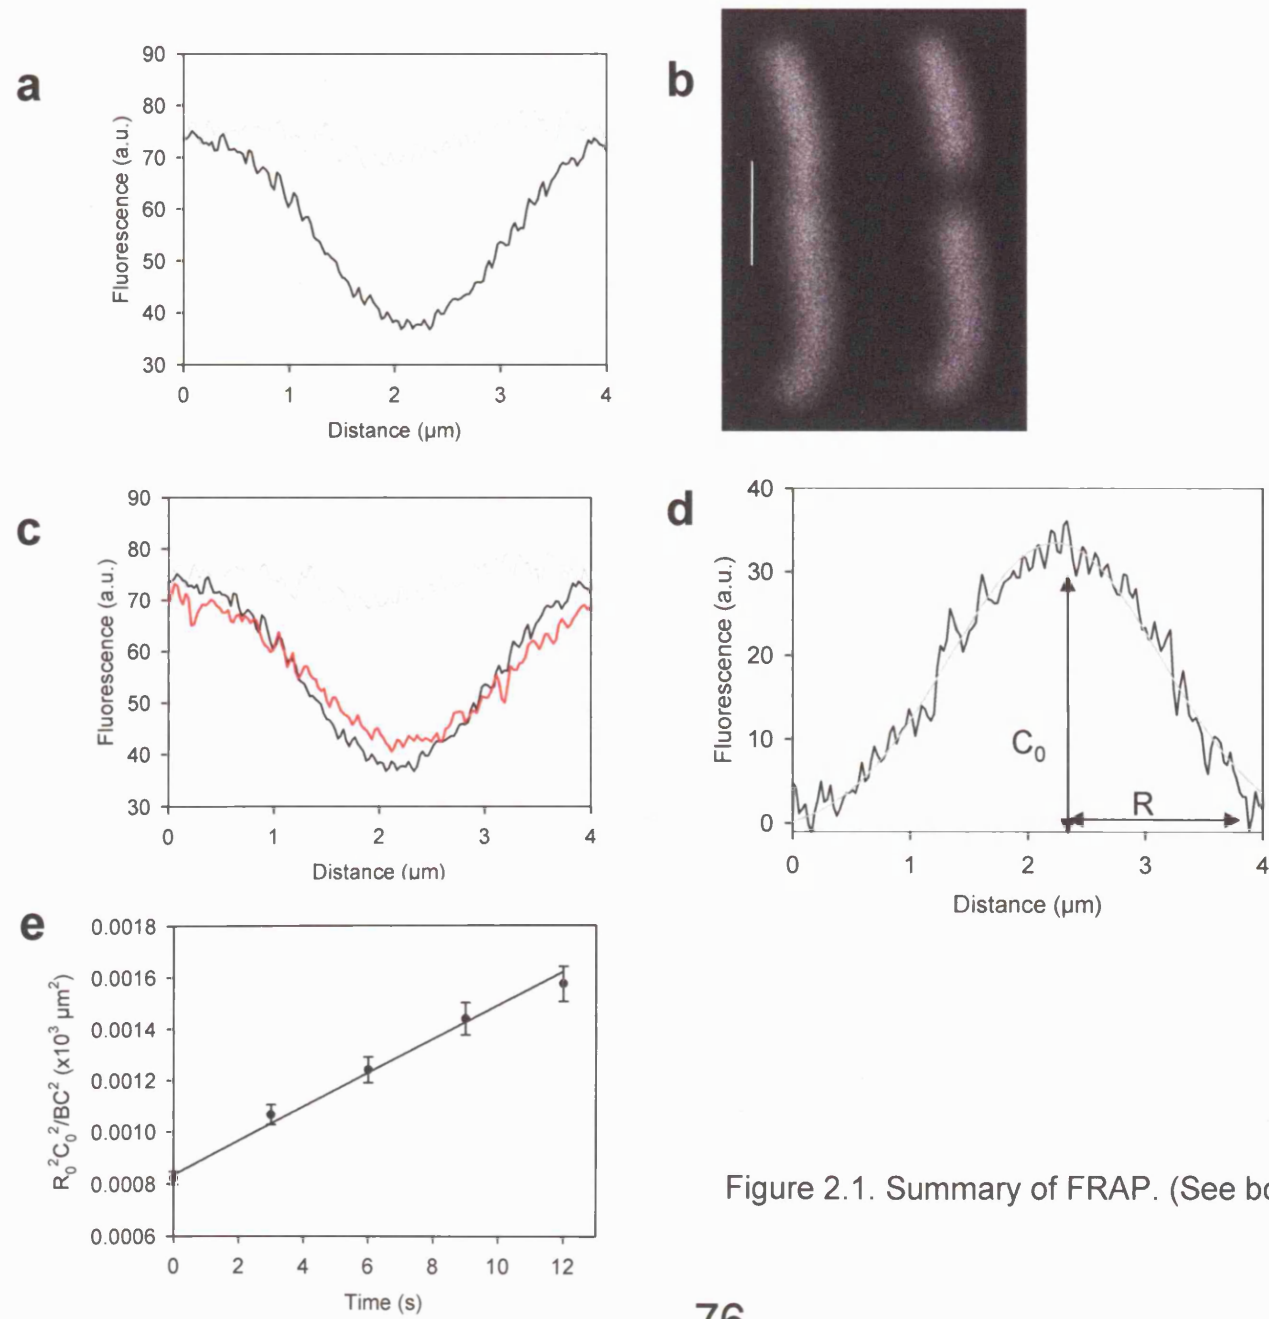 a
90
80
70
60
50
40
30
Fluorescence (a.u.)
0 1 2 3 4
Distance (µm)
b
c
90
80
70
60
50
40
30
Fluorescence (a.u.)
0 1 2 3 4
Distance (µm)
d
40
30
20
10
0
Fluorescence (a.u.)
C₀
R
0 1 2 3 4
Distance (µm)
e
0.0018
0.0016
0.0014
0.0012
0.0010
0.0008
0.0006
R₀²C₀²/BC² (x10³ µm²)
0 2 4 6 8 10 12
Time (s)
Figure 2.1. Summary of FRAP. (See
76